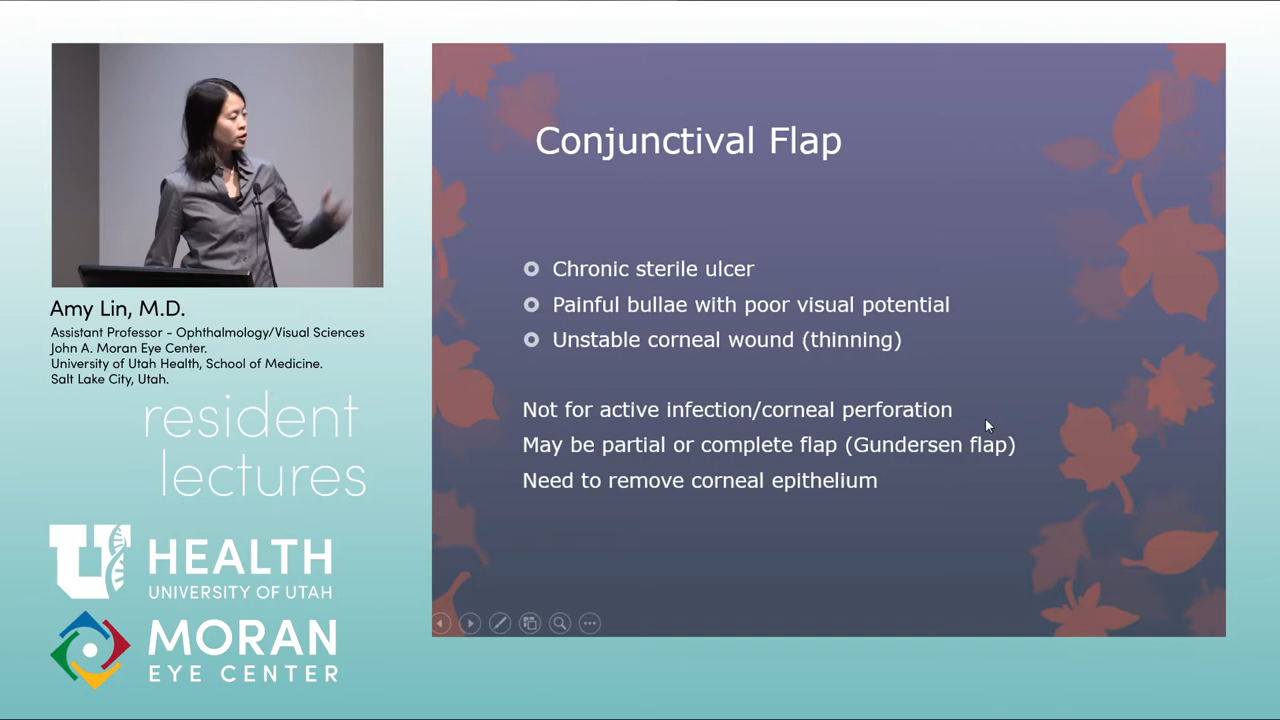 Amy Lin, M.D.
Assistant Professor - Ophthalmology/Visual Sciences
John A. Moran Eye Center.
University of Utah Health, School of Medicine.
Salt Lake City, Utah.
resident
lectures
U
HEALTH
UNIVERSITY OF UTAH
MORAN
EYE CENTER
Conjunctival Flap
Chronic sterile ulcer
Painful bullae with poor visual potential
Unstable corneal wound (thinning)
Not for active infection/corneal perforation
May be partial or complete flap (Gundersen flap)
Need to remove corneal epithelium